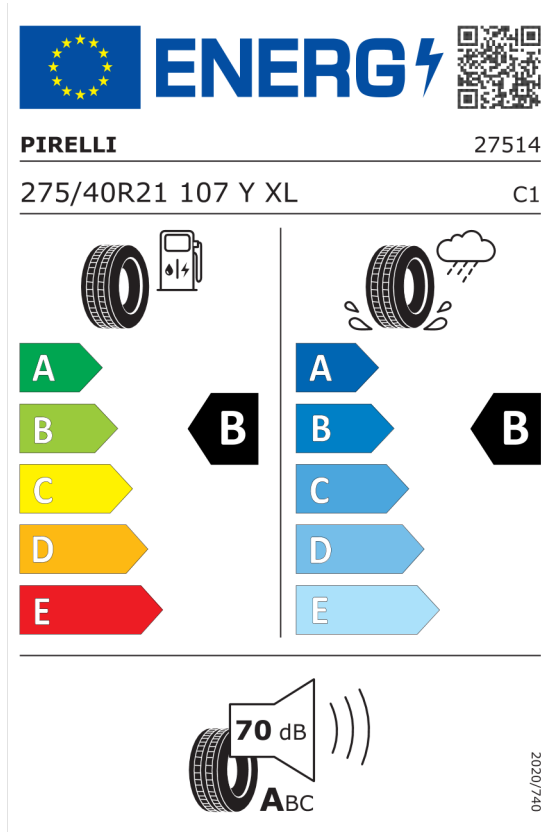 ENERG
PIRELLI 27514
275/40R21 107 Y XL C1
A A
B B B B
C C
D D
E E
70 dB
ABC
2020/740